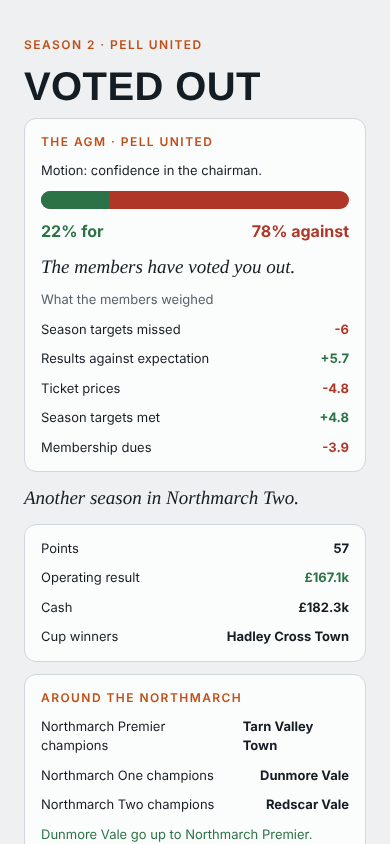 SEASON 2 · PELL UNITED
VOTED OUT
THE AGM · PELL UNITED
Motion: confidence in the chairman.
22% for 78% against
The members have voted you out.
What the members weighed
Season targets missed -6
Results against expectation +5.7
Ticket prices -4.8
Season targets met +4.8
Membership dues -3.9
Another season in Northmarch Two.
Points 57
Operating result £167.1k
Cash £182.3k
Cup winners Hadley Cross Town
AROUND THE NORTHMARCH
Northmarch Premier Tarn Valley
champions Town
Northmarch One champions Dunmore Vale
Northmarch Two champions Redscar Vale
Dunmore Vale go up to Northmarch Premier.